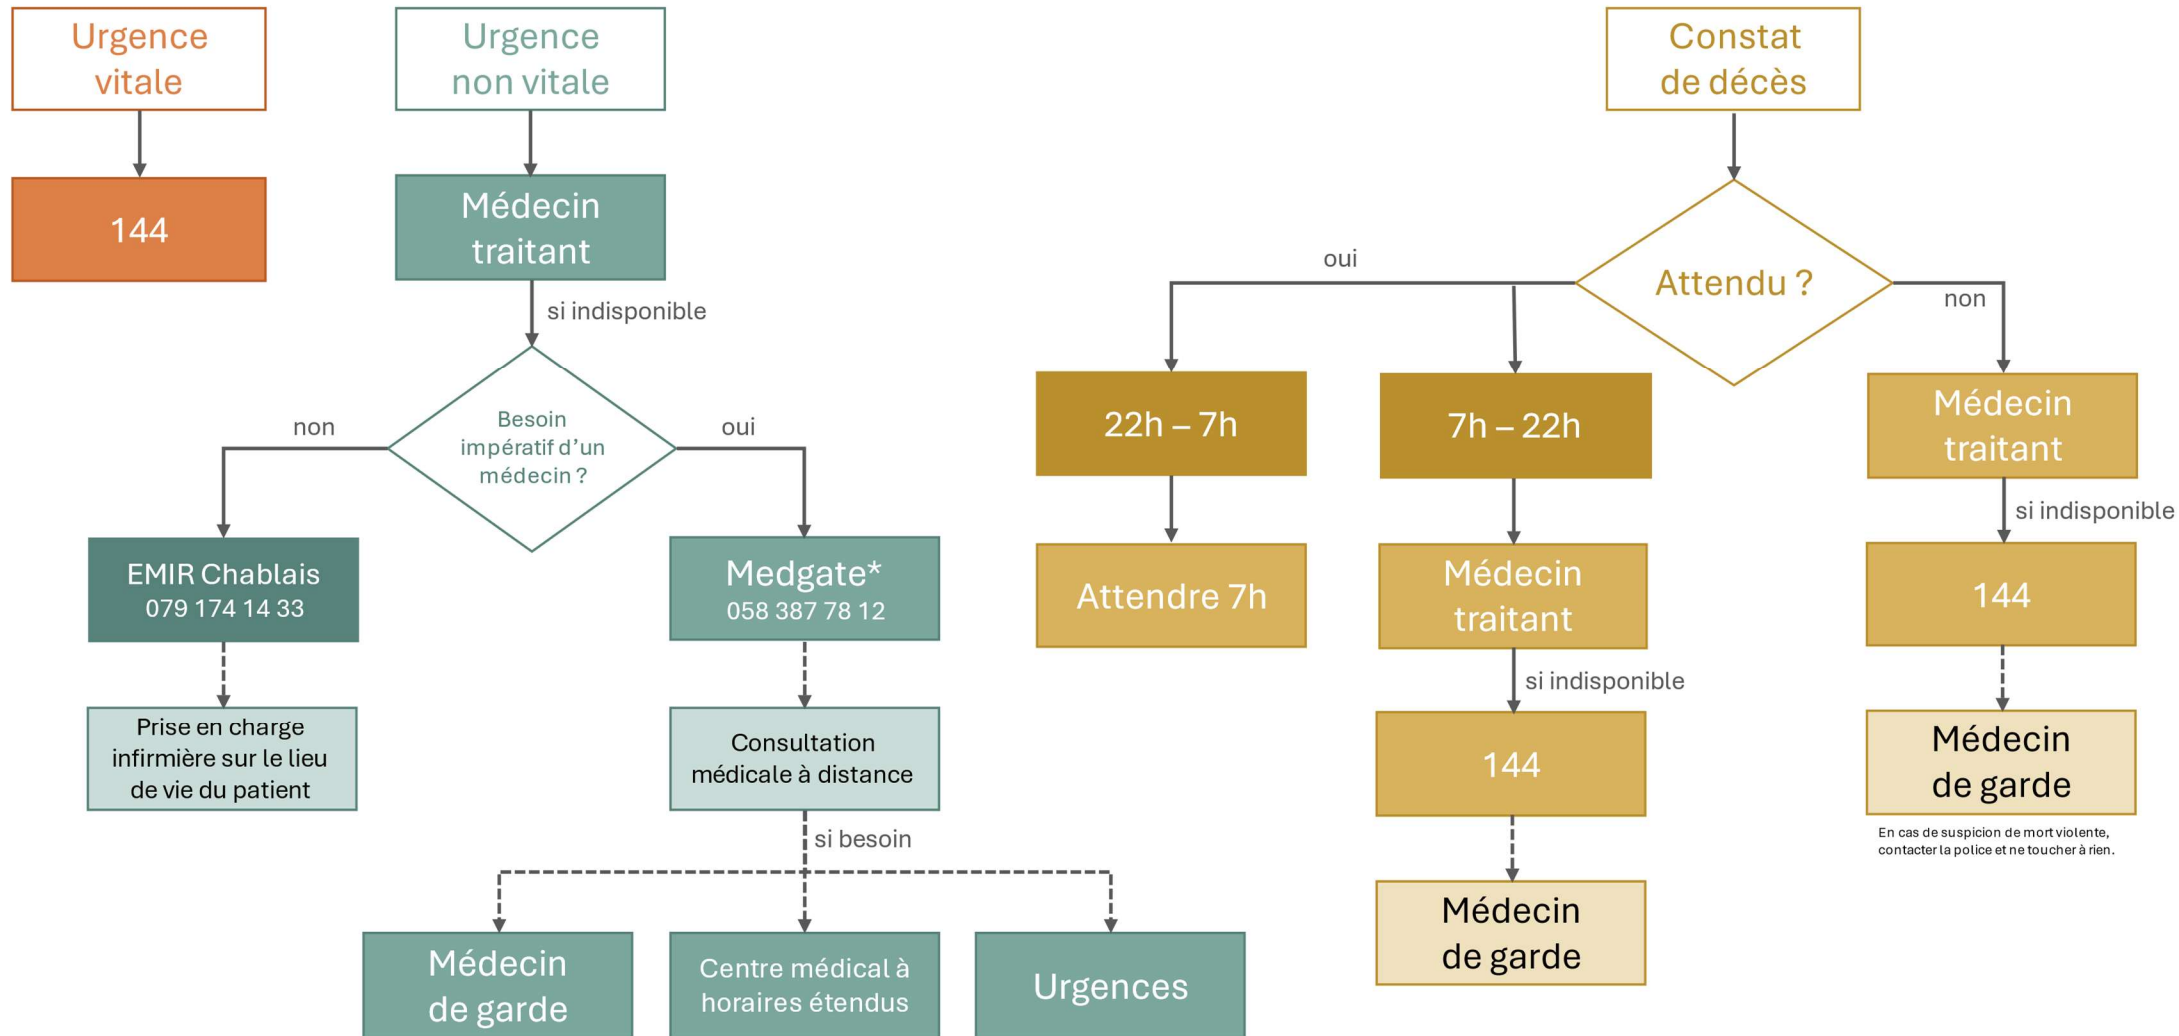 Urgence
vitale
144
Urgence
non vitale
Médecin
traitant
si indisponible
Besoin
impératif d’un
médecin ?
non
oui
EMIR Chablais
079 174 14 33
Prise en charge
infirmière sur le lieu
de vie du patient
Medgate*
058 387 78 12
Consultation
médicale à distance
si besoin
Médecin
de garde
Centre médical à
horaires étendus
Urgences
Constat
de décès
Attendu ?
oui
non
22h – 7h
Attendre 7h
7h – 22h
Médecin
traitant
si indisponible
144
Médecin
de garde
Médecin
traitant
si indisponible
144
Médecin
de garde
En cas de suspicion de mort violente,
contacter la police et ne toucher à rien.